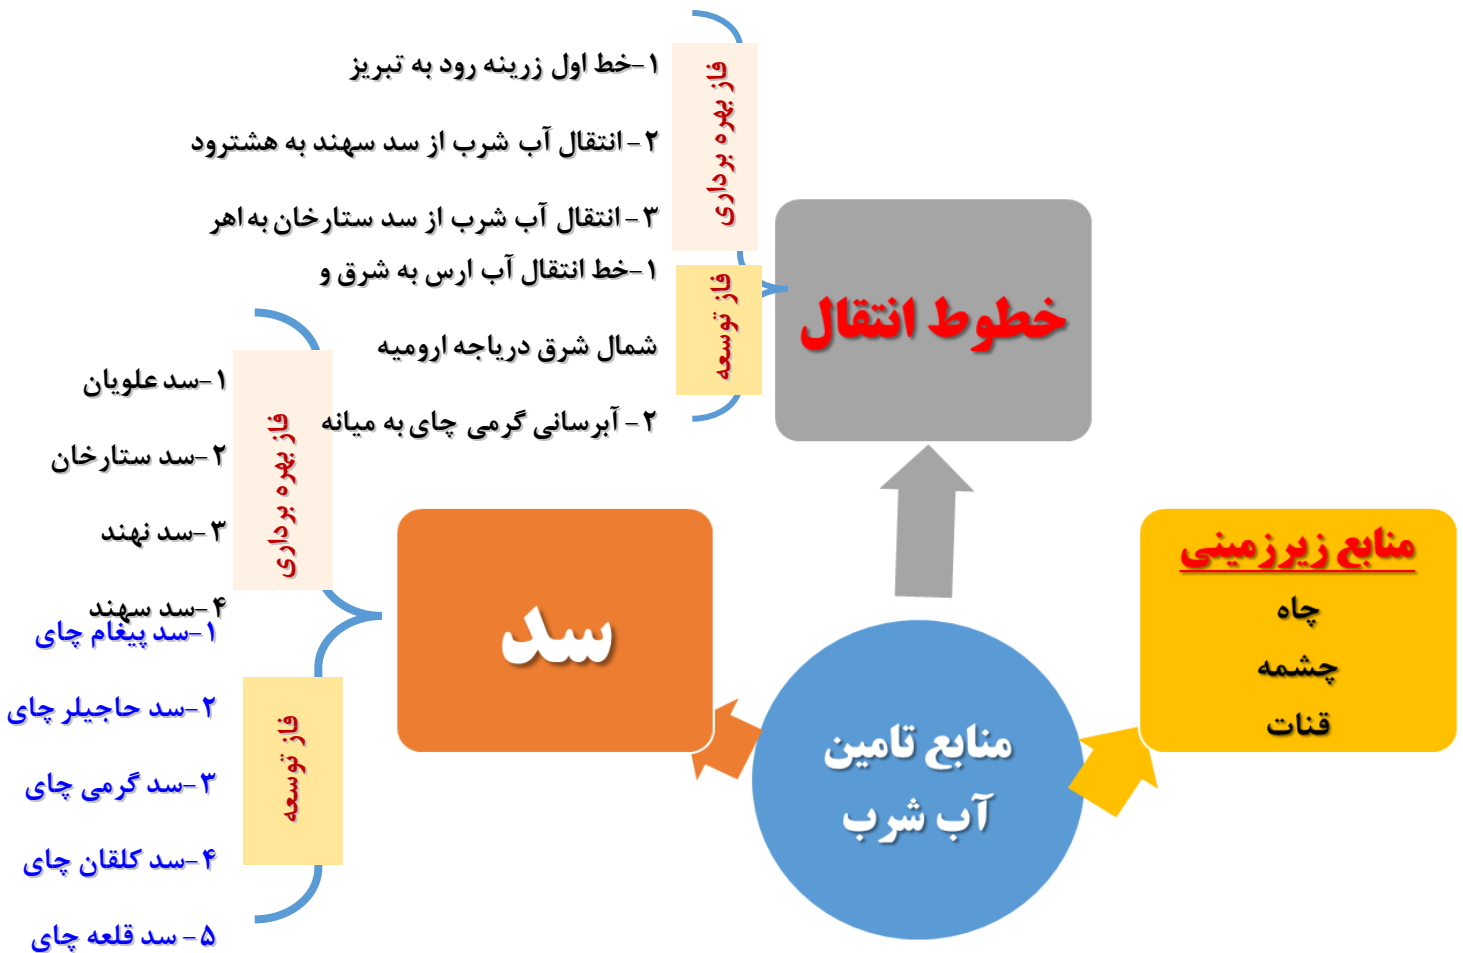 خطوط انتقال
فاز بهره برداری
۱-خط اول زرینه رود به تبریز
۲- انتقال آب شرب از سد سهند به هشترود
۳- انتقال آب شرب از سد ستارخان به اهر
فاز توسعه
۱-خط انتقال آب ارس به شرق و
شمال شرق دریاجه ارومیه
۲- آبرسانی گرمی چای به میانه
منابع زیرزمینی
چاه
چشمه
قنات
سد
فاز بهره برداری
۱-سد علویان
۲-سد ستارخان
۳-سد نهند
۴-سد سهند
فاز توسعه
۱-سد پیغام چای
۲-سد حاجیلر چای
۳-سد گرمی چای
۴-سد کلقان چای
۵- سد قلعه چای
منابع تامین
آب شرب